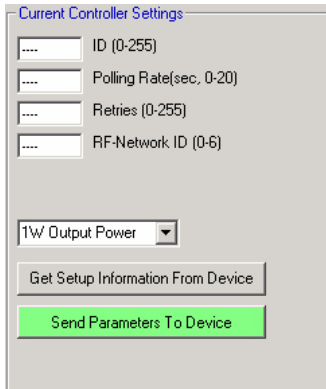 Current Controller Settings
---- ID (0-255)
---- Polling Rate(sec, 0-20)
---- Retries (0-255)
---- RF-Network ID (0-6)
1W Output Power
Get Setup Information From Device
Send Parameters To Device